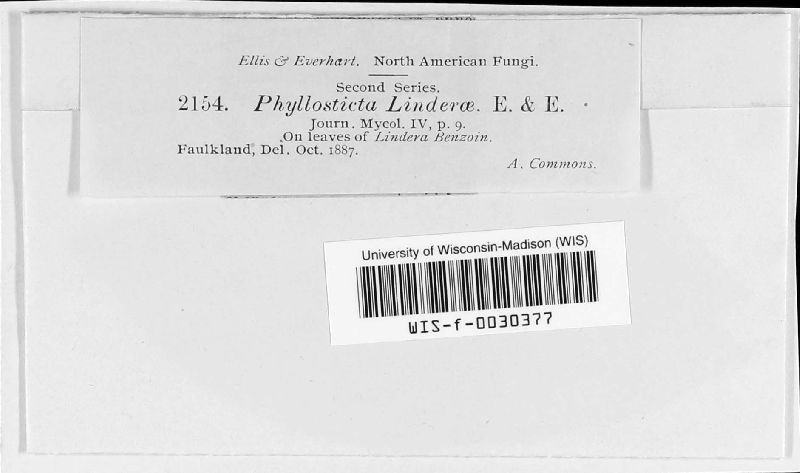 Ellis & Everhart. North American Fungi.
Second Series.
2154. Phyllosticta Linderæ. E. & E.
Journ. Mycol. IV, p. 9.
On leaves of Lindera Benzoin.
Faulkland, Del. Oct. 1887.
A. Commons.
University of Wisconsin-Madison (WIS)
WIS-f-0030377